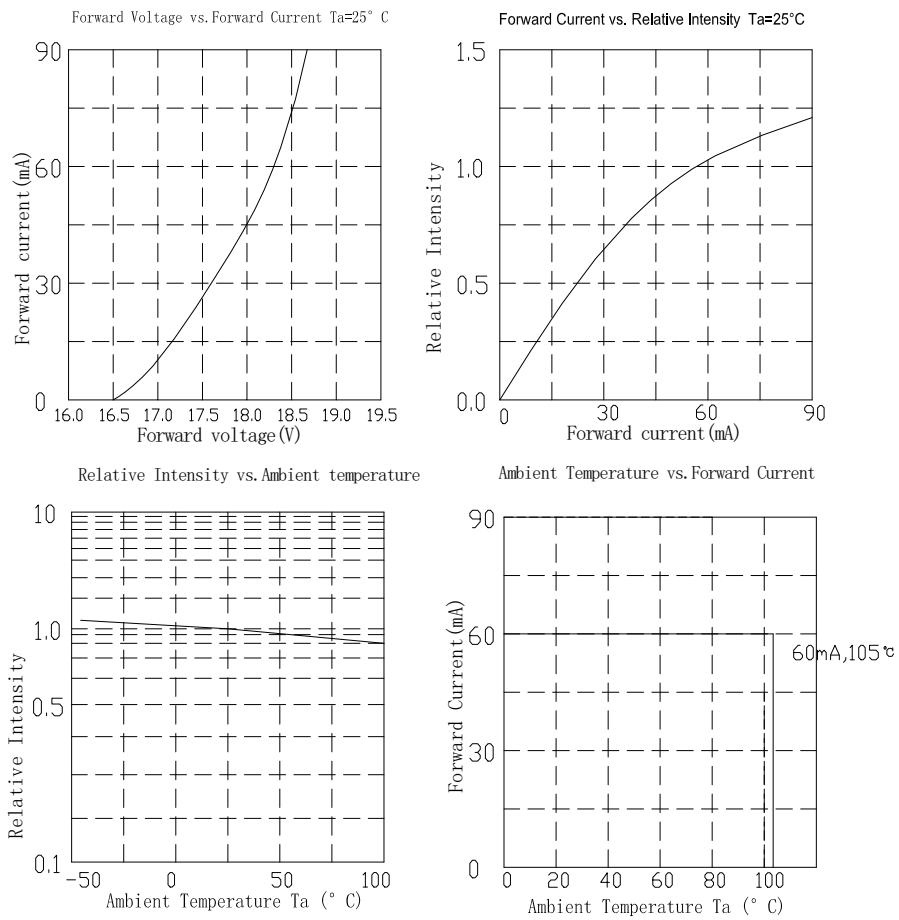 Forward Voltage vs.Forward Current Ta=25° C
90
60
30
0
Forward current(mA)
16.0 16.5 17.0 17.5 18.0 18.5 19.0 19.5
Forward voltage(V)
Forward Current vs. Relative Intensity Ta=25°C
1.5
1.0
0.5
0.0
Relative Intensity
0 30 60 90
Forward current(mA)
Relative Intensity vs.Ambient temperature
10
1.0
0.5
0.1
Relative Intensity
-50 0 50 100
Ambient Temperature Ta (° C)
Ambient Temperature vs.Forward Current
90
60
30
0
Forward Current(mA)
60mA,105℃
0 20 40 60 80 100
Ambient Temperature Ta (° C)